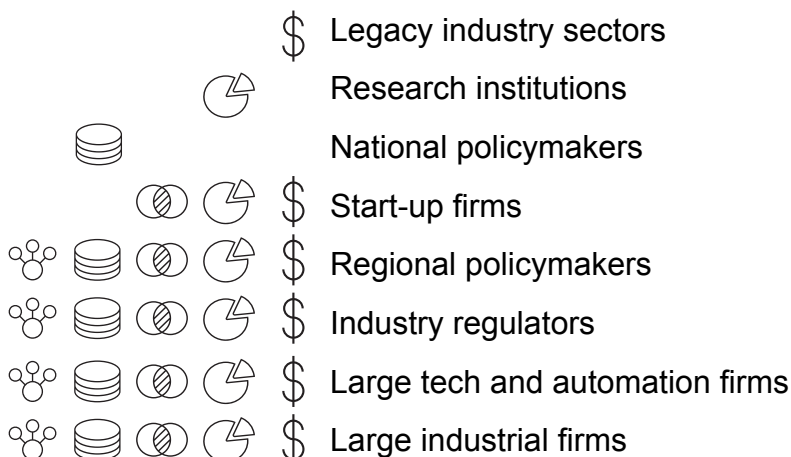 $ Legacy industry sectors
Research institutions
National policymakers
$ Start-up firms
$ Regional policymakers
$ Industry regulators
$ Large tech and automation firms
$ Large industrial firms